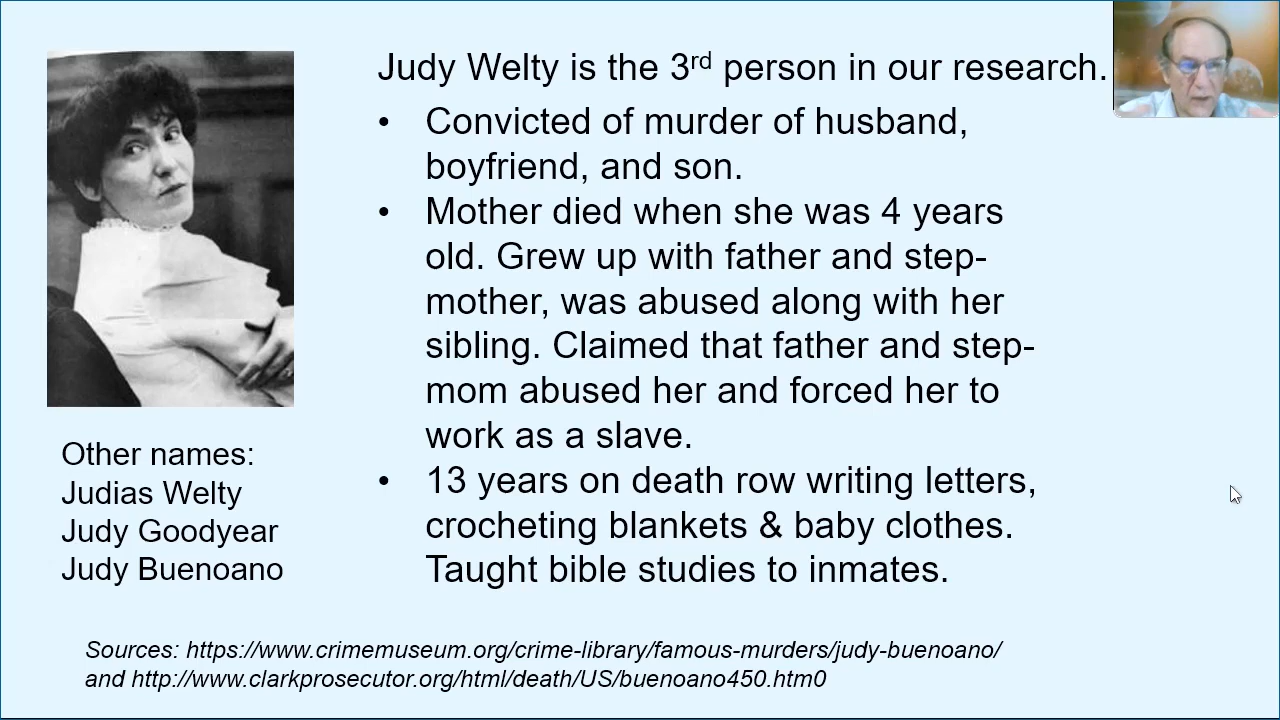 Judy Welty is the 3rd person in our research.
• Convicted of murder of husband,
boyfriend, and son.
• Mother died when she was 4 years
old. Grew up with father and step-
mother, was abused along with her
sibling. Claimed that father and step-
mom abused her and forced her to
work as a slave.
• 13 years on death row writing letters,
crocheting blankets & baby clothes.
Taught bible studies to inmates.
Other names:
Judias Welty
Judy Goodyear
Judy Buenoano
Sources: https://www.crimemuseum.org/crime-library/famous-murders/judy-buenoano/
and http://www.clarkprosecutor.org/html/death/US/buenoano450.htm0